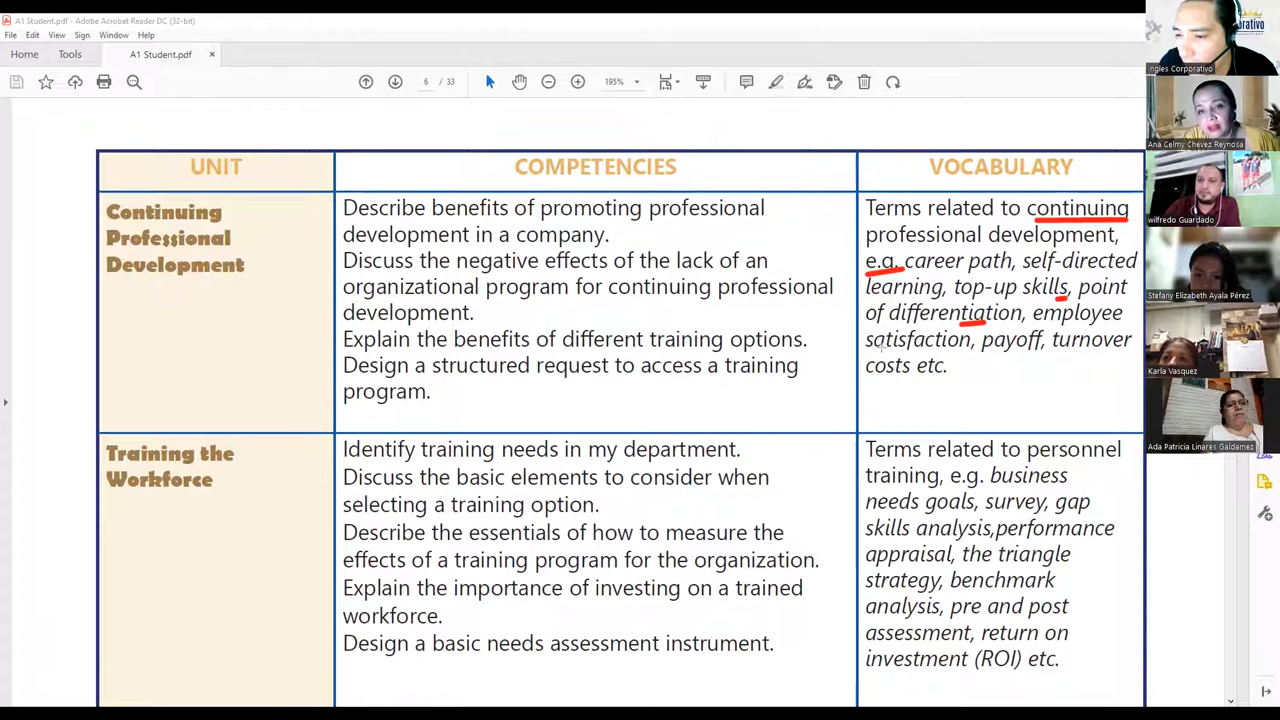 A1 Student.pdf - Adobe Acrobat Reader DC (32-bit)
File Edit View Sign Window Help
Home Tools A1 Student.pdf ×
6 / 33 195%
UNIT COMPETENCIES VOCABULARY
Continuing
Professional
Development
Describe benefits of promoting professional
development in a company.
Discuss the negative effects of the lack of an
organizational program for continuing professional
development.
Explain the benefits of different training options.
Design a structured request to access a training
program.
Terms related to continuing
professional development,
e.g. career path, self-directed
learning, top-up skills, point
of differentiation, employee
satisfaction, payoff, turnover
costs etc.
Training the
Workforce
Identify training needs in my department.
Discuss the basic elements to consider when
selecting a training option.
Describe the essentials of how to measure the
effects of a training program for the organization.
Explain the importance of investing on a trained
workforce.
Design a basic needs assessment instrument.
Terms related to personnel
training, e.g. business
needs goals, survey, gap
skills analysis,performance
appraisal, the triangle
strategy, benchmark
analysis, pre and post
assessment, return on
investment (ROI) etc.
Ingles Corporativo
Ana Celmy Chévez Reynosa
wilfredo Guardado
Stefany Elizabeth Ayala Pérez
Karla Vasquez
Ada Patricia Linares Galdamez